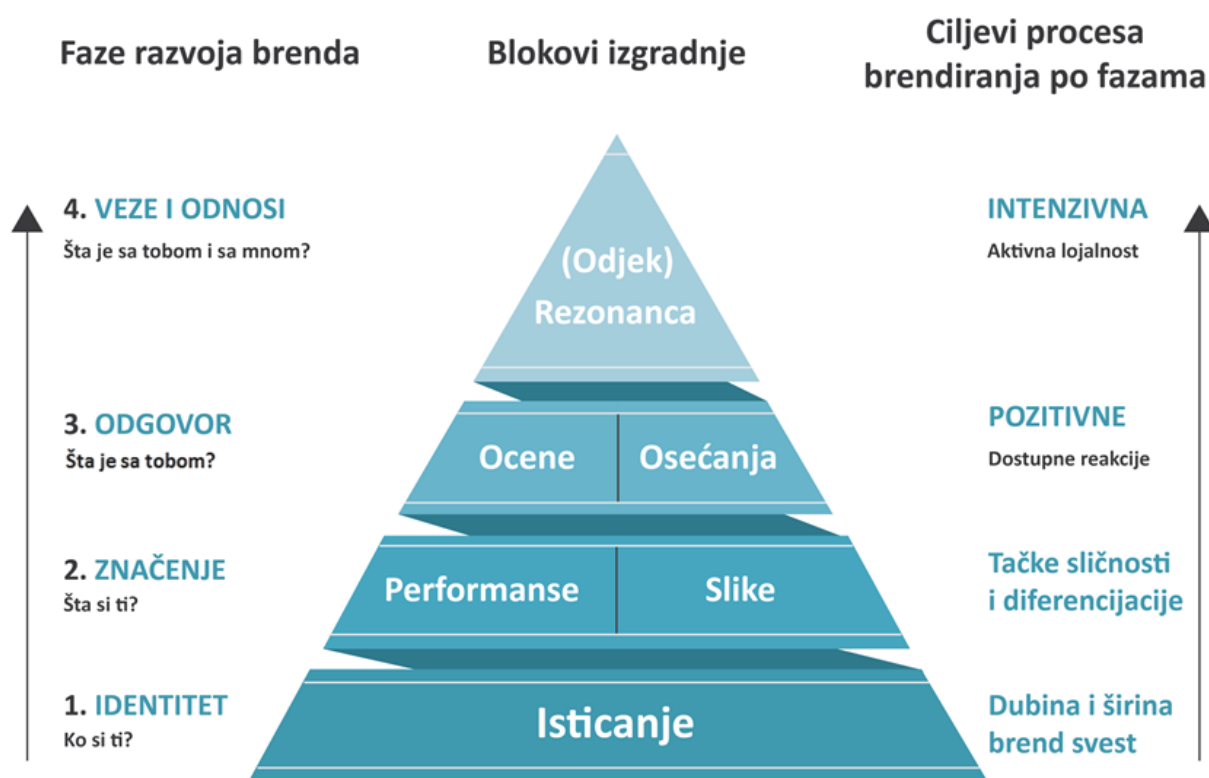 Faze razvoja brenda
Blokovi izgradnje
Ciljevi procesa
brendiranja po fazama
4. VEZE I ODNOSI
Šta je sa tobom i sa mnom?
(Odjek)
Rezonanca
INTENZIVNA
Aktivna lojalnost
3. ODGOVOR
Šta je sa tobom?
Ocene
Osećanja
POZITIVNE
Dostupne reakcije
2. ZNAČENJE
Šta si ti?
Performanse
Slike
Tačke sličnosti
i diferencijacije
1. IDENTITET
Ko si ti?
Isticanje
Dubina i širina
brend svest